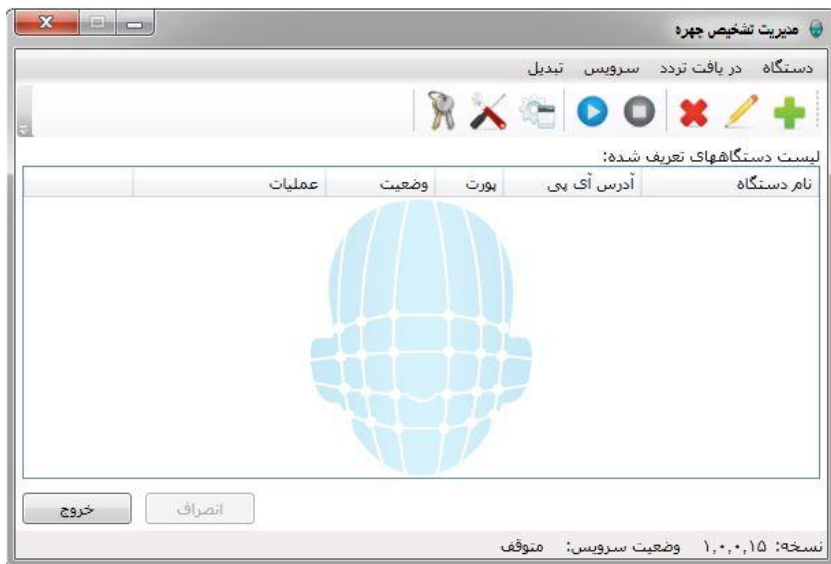 مدیریت تشخیص چهره
دستگاه در یافت تردد سرویس تبدیل
لیست دستگاههای تعریف شده:
نام دستگاه آدرس آی پی پورت وضعیت عملیات
انصراف خروج
نسخه: ۱,۰,۰,۱۵ وضعیت سرویس: متوقف